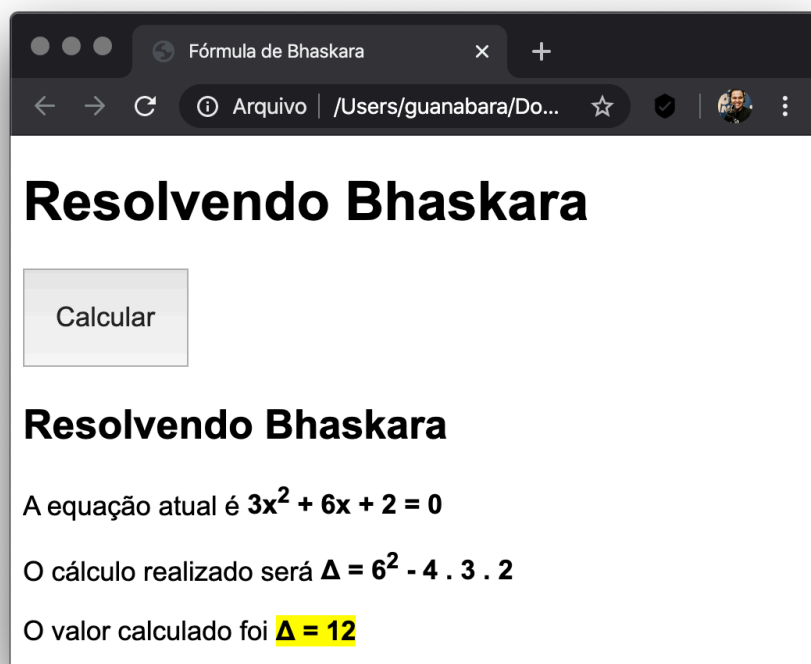 Fórmula de Bhaskara
Arquivo /Users/guanabara/Do...
Resolvendo Bhaskara
Calcular
Resolvendo Bhaskara
A equação atual é 3x² + 6x + 2 = 0
O cálculo realizado será Δ = 6² - 4 . 3 . 2
O valor calculado foi Δ = 12